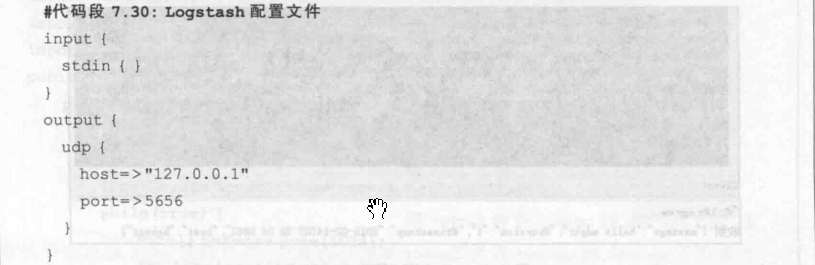 #代码段 7.30: Logstash 配置文件
input {
stdin { }
}
output {
udp {
host=>"127.0.0.1"
port=>5656
}
}